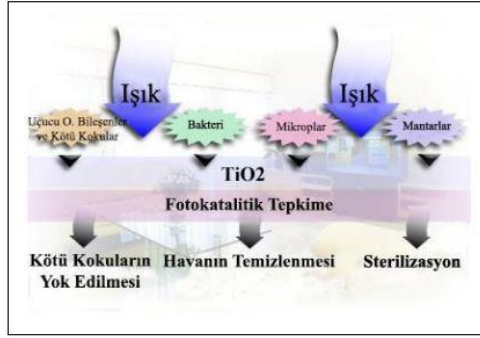 Işık
Işık
Uçucu O. Bileşenler
ve Kötü Kokular
Bakteri
Mikroplar
Mantarlar
TiO2
Fotokatalitik Tepkime
Kötü Kokuların
Yok Edilmesi
Havanın Temizlenmesi
Sterilizasyon